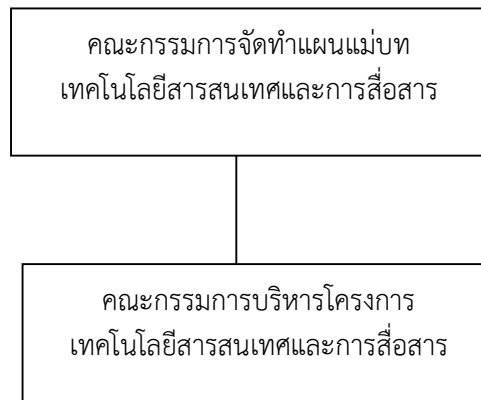 คณะกรรมการจัดทำแผนแม่บท
เทคโนโลยีสารสนเทศและการสื่อสาร
คณะกรรมการบริหารโครงการ
เทคโนโลยีสารสนเทศและการสื่อสาร